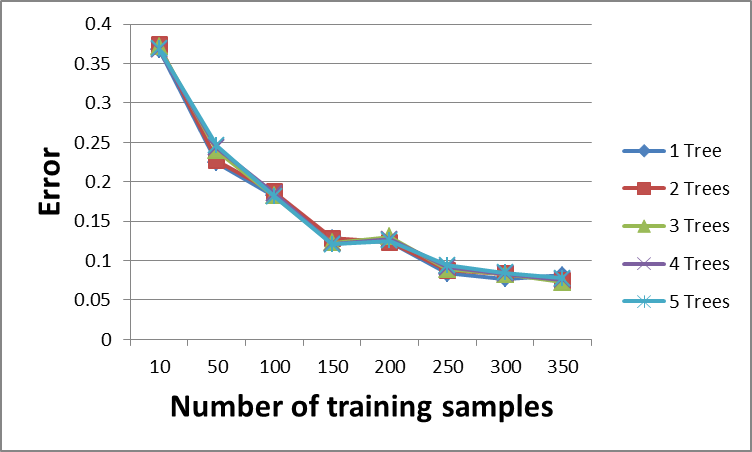 0.4
0.35
0.3
0.25
0.2
0.15
0.1
0.05
0
Error
10 50 100 150 200 250 300 350
Number of training samples
1 Tree
2 Trees
3 Trees
4 Trees
5 Trees